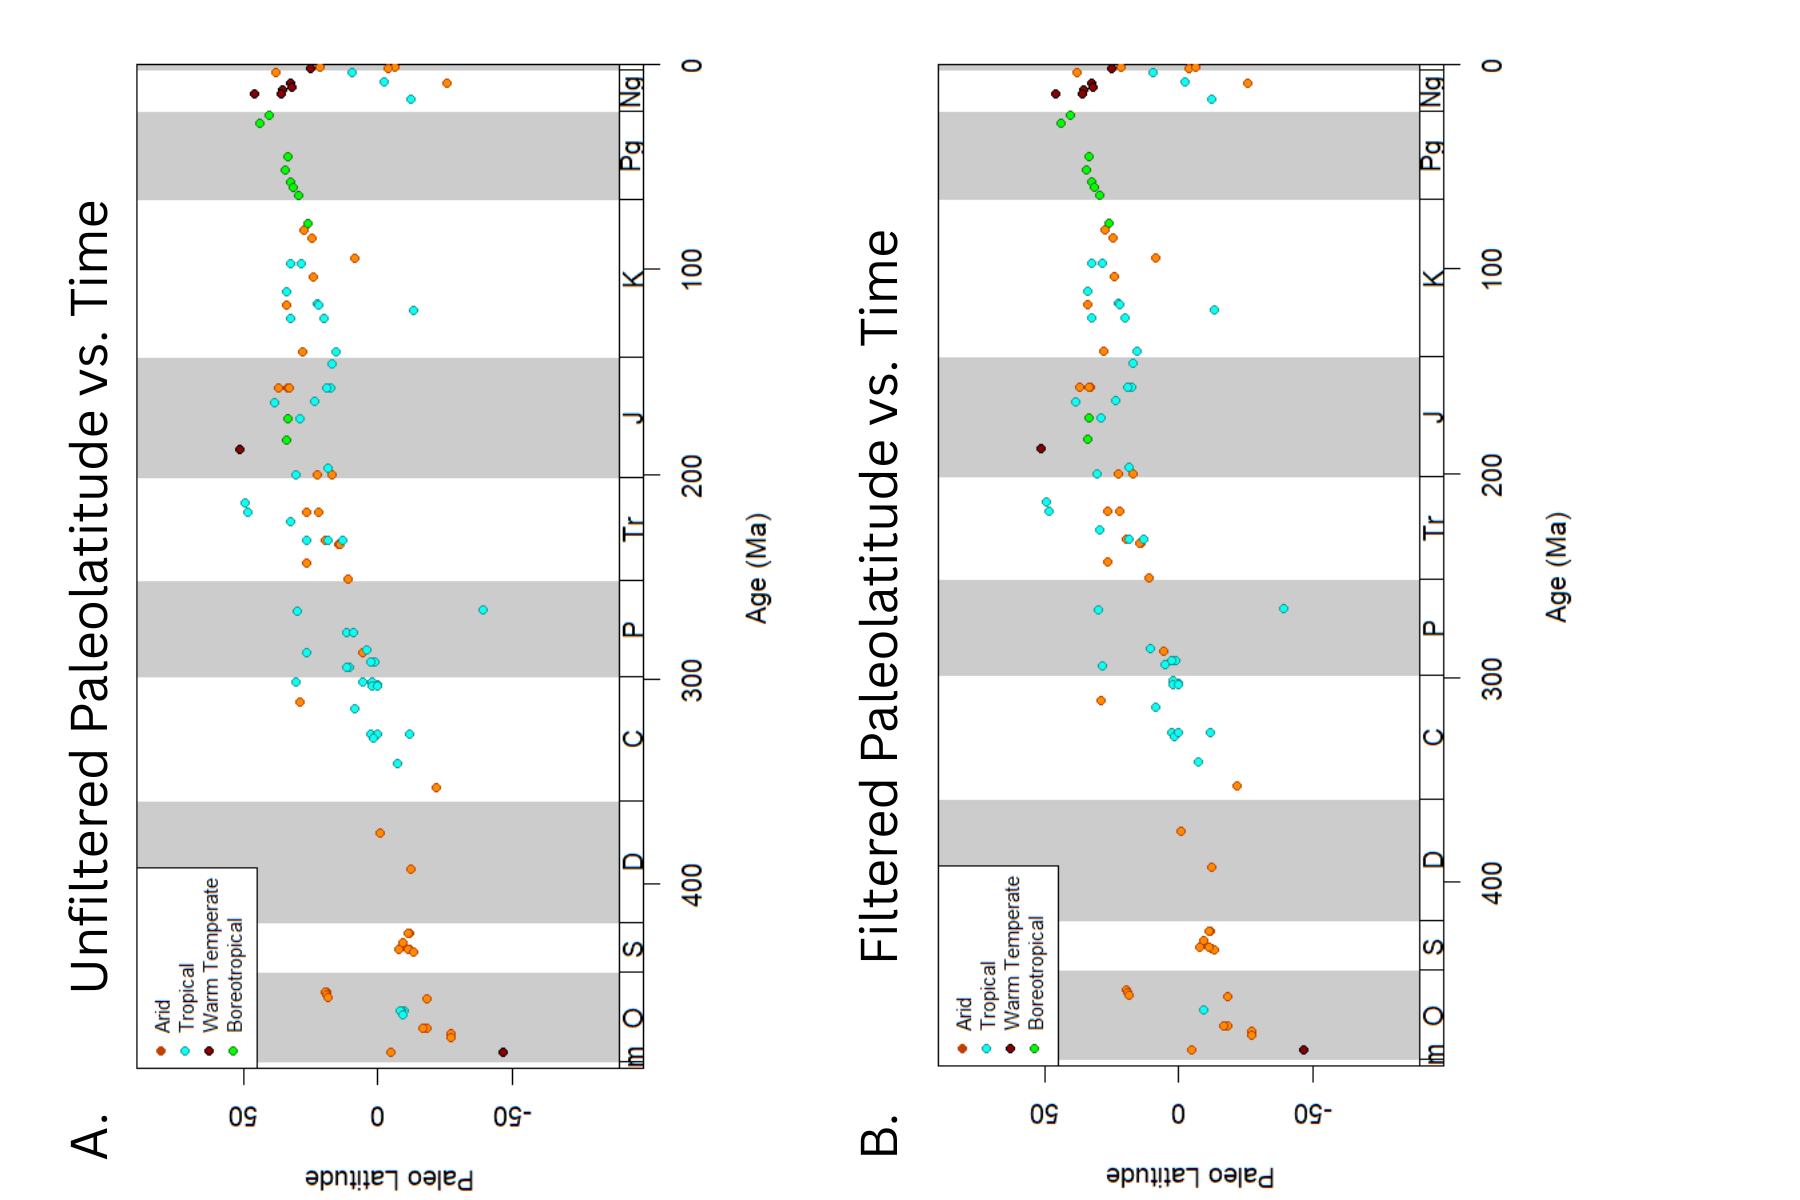 A. Unfiltered Paleolatitude vs. Time
Paleo Latitude
50
0
-50
Arid
Tropical
Warm Temperate
Boreotropical
m O S D C P Tr J K Pg Ng
400 300 200 100 0
Age (Ma)
B. Filtered Paleolatitude vs. Time
Paleo Latitude
50
0
-50
Arid
Tropical
Warm Temperate
Boreotropical
m O S D C P Tr J K Pg Ng
400 300 200 100 0
Age (Ma)